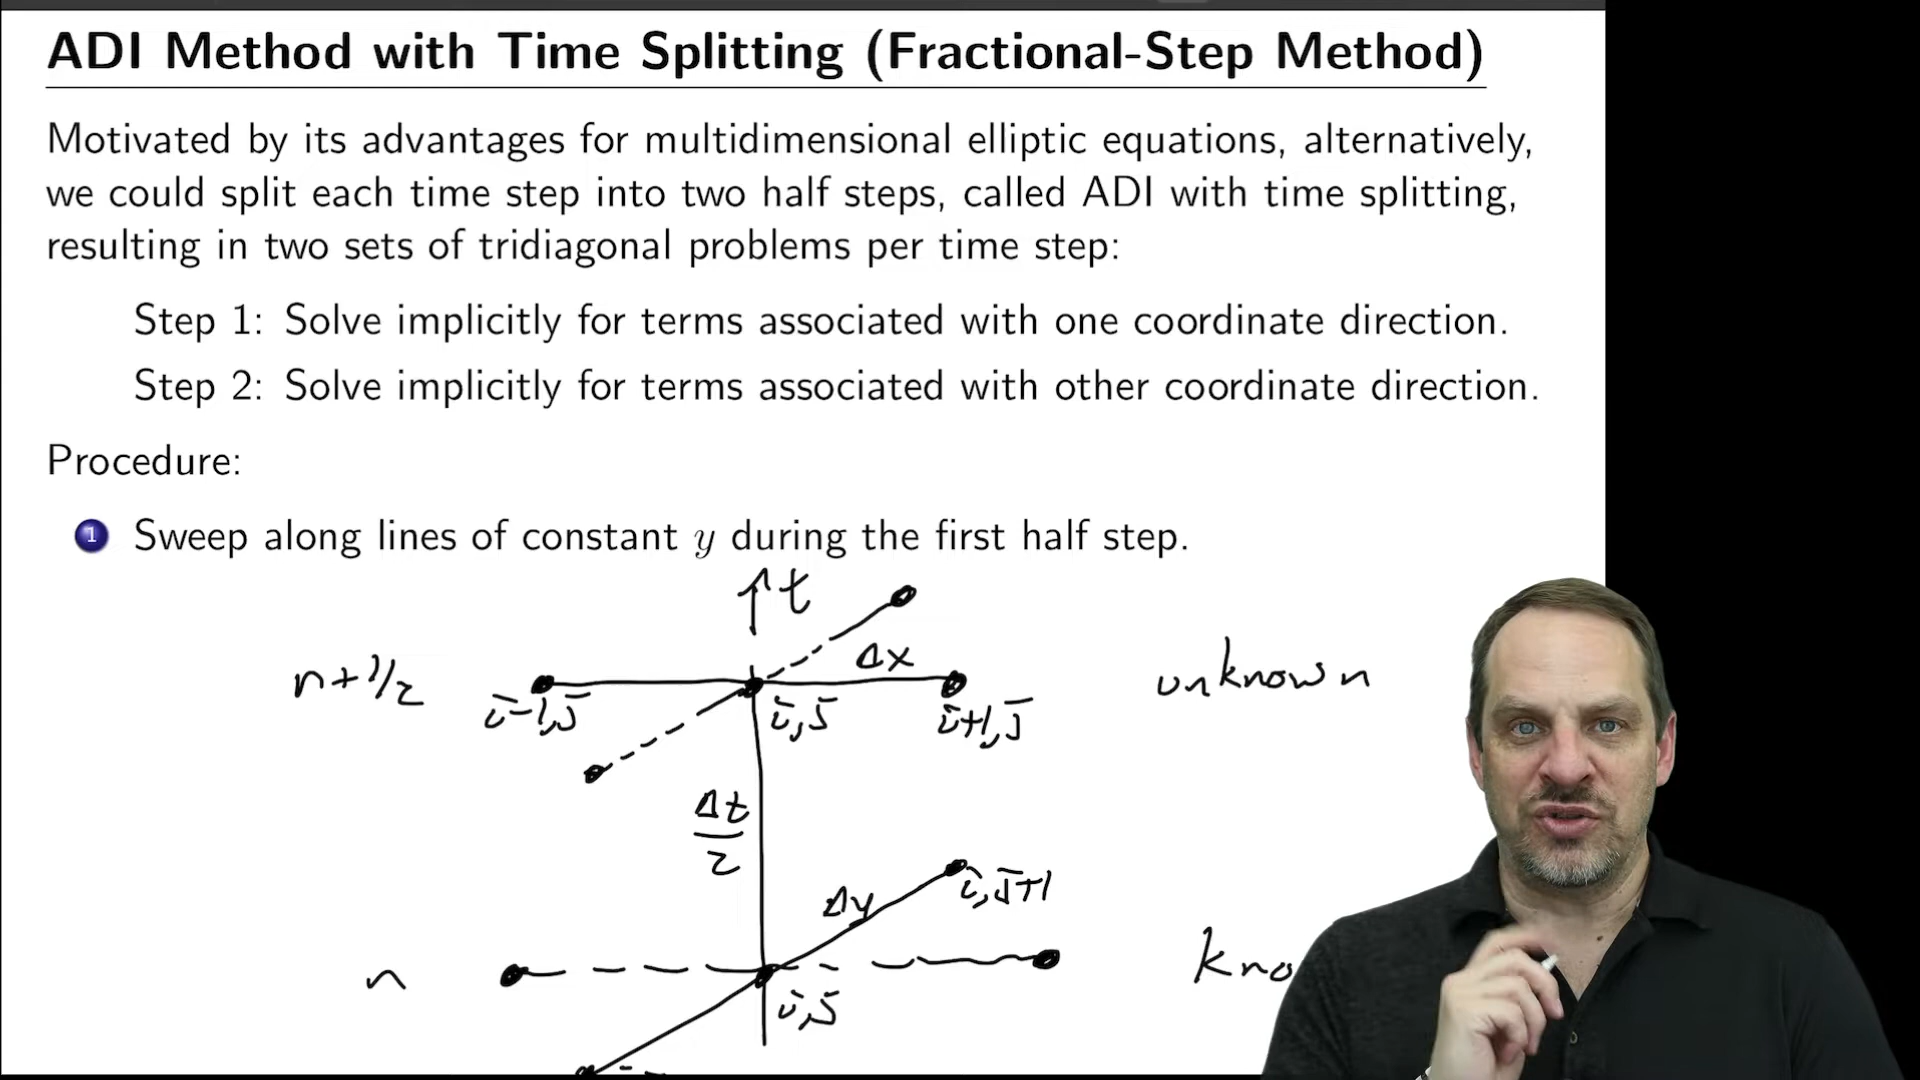 ADI Method with Time Splitting (Fractional-Step Method)
Motivated by its advantages for multidimensional elliptic equations, alternatively,
we could split each time step into two half steps, called ADI with time splitting,
resulting in two sets of tridiagonal problems per time step:
Step 1: Solve implicitly for terms associated with one coordinate direction.
Step 2: Solve implicitly for terms associated with other coordinate direction.
Procedure:
1 Sweep along lines of constant y during the first half step.
t
Δx
n+1/2
unknown
i-1,j
i,j
i+1,j
Δt
2
Δy
i,j+1
n
kno
i,j